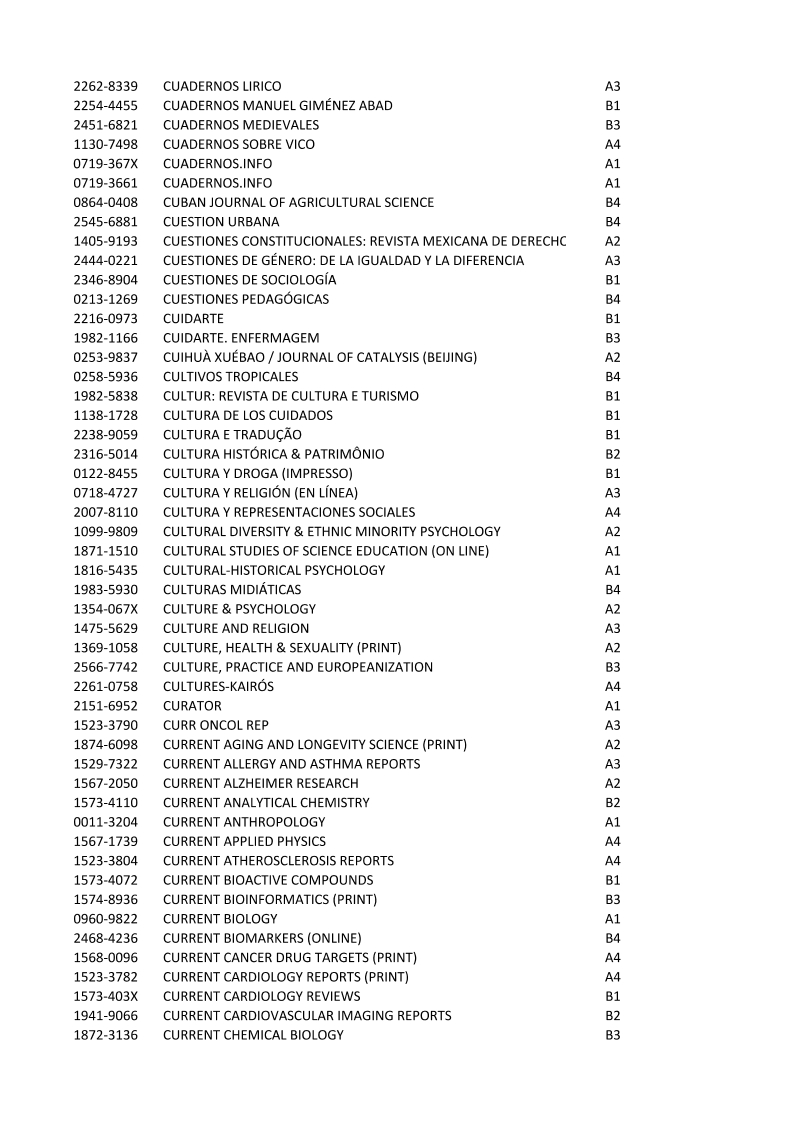 2262-8339 CUADERNOS LIRICO A3
2254-4455 CUADERNOS MANUEL GIMÉNEZ ABAD B1
2451-6821 CUADERNOS MEDIEVALES B3
1130-7498 CUADERNOS SOBRE VICO A4
0719-367X CUADERNOS.INFO A1
0719-3661 CUADERNOS.INFO A1
0864-0408 CUBAN JOURNAL OF AGRICULTURAL SCIENCE B4
2545-6881 CUESTION URBANA B4
1405-9193 CUESTIONES CONSTITUCIONALES: REVISTA MEXICANA DE DERECHO A2
2444-0221 CUESTIONES DE GÉNERO: DE LA IGUALDAD Y LA DIFERENCIA A3
2346-8904 CUESTIONES DE SOCIOLOGÍA B1
0213-1269 CUESTIONES PEDAGÓGICAS B4
2216-0973 CUIDARTE B1
1982-1166 CUIDARTE. ENFERMAGEM B3
0253-9837 CUIHUÀ XUÉBAO / JOURNAL OF CATALYSIS (BEIJING) A2
0258-5936 CULTIVOS TROPICALES B4
1982-5838 CULTUR: REVISTA DE CULTURA E TURISMO B1
1138-1728 CULTURA DE LOS CUIDADOS B1
2238-9059 CULTURA E TRADUÇÃO B1
2316-5014 CULTURA HISTÓRICA & PATRIMÔNIO B2
0122-8455 CULTURA Y DROGA (IMPRESSO) B1
0718-4727 CULTURA Y RELIGIÓN (EN LÍNEA) A3
2007-8110 CULTURA Y REPRESENTACIONES SOCIALES A4
1099-9809 CULTURAL DIVERSITY & ETHNIC MINORITY PSYCHOLOGY A2
1871-1510 CULTURAL STUDIES OF SCIENCE EDUCATION (ON LINE) A1
1816-5435 CULTURAL-HISTORICAL PSYCHOLOGY A1
1983-5930 CULTURAS MIDIÁTICAS B4
1354-067X CULTURE & PSYCHOLOGY A2
1475-5629 CULTURE AND RELIGION A3
1369-1058 CULTURE, HEALTH & SEXUALITY (PRINT) A2
2566-7742 CULTURE, PRACTICE AND EUROPEANIZATION B3
2261-0758 CULTURES-KAIRÓS A4
2151-6952 CURATOR A1
1523-3790 CURR ONCOL REP A3
1874-6098 CURRENT AGING AND LONGEVITY SCIENCE (PRINT) A2
1529-7322 CURRENT ALLERGY AND ASTHMA REPORTS A3
1567-2050 CURRENT ALZHEIMER RESEARCH A2
1573-4110 CURRENT ANALYTICAL CHEMISTRY B2
0011-3204 CURRENT ANTHROPOLOGY A1
1567-1739 CURRENT APPLIED PHYSICS A4
1523-3804 CURRENT ATHEROSCLEROSIS REPORTS A4
1573-4072 CURRENT BIOACTIVE COMPOUNDS B1
1574-8936 CURRENT BIOINFORMATICS (PRINT) B3
0960-9822 CURRENT BIOLOGY A1
2468-4236 CURRENT BIOMARKERS (ONLINE) B4
1568-0096 CURRENT CANCER DRUG TARGETS (PRINT) A4
1523-3782 CURRENT CARDIOLOGY REPORTS (PRINT) A4
1573-403X CURRENT CARDIOLOGY REVIEWS B1
1941-9066 CURRENT CARDIOVASCULAR IMAGING REPORTS B2
1872-3136 CURRENT CHEMICAL BIOLOGY B3